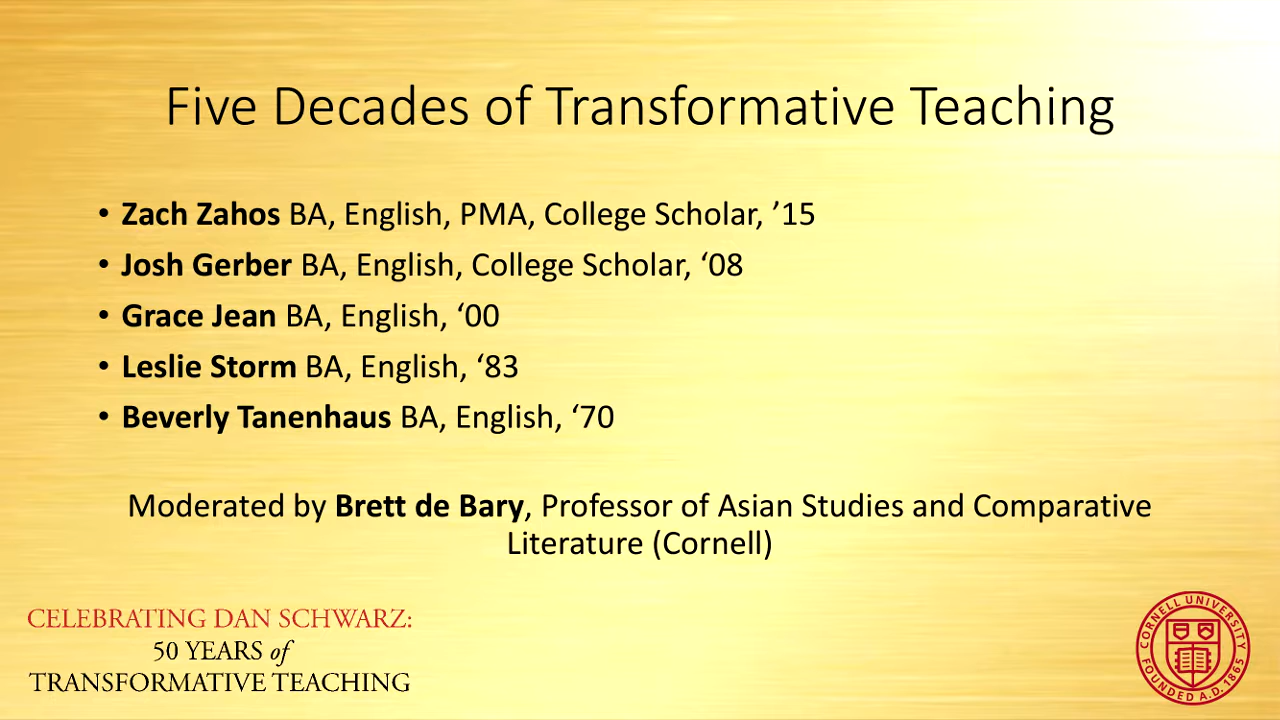 Five Decades of Transformative Teaching
• Zach Zahos BA, English, PMA, College Scholar, ’15
• Josh Gerber BA, English, College Scholar, ‘08
• Grace Jean BA, English, ‘00
• Leslie Storm BA, English, ‘83
• Beverly Tanenhaus BA, English, ‘70
Moderated by Brett de Bary, Professor of Asian Studies and Comparative
Literature (Cornell)
CELEBRATING DAN SCHWARZ:
50 YEARS of
TRANSFORMATIVE TEACHING
CORNELL UNIVERSITY
FOUNDED A.D. 1865